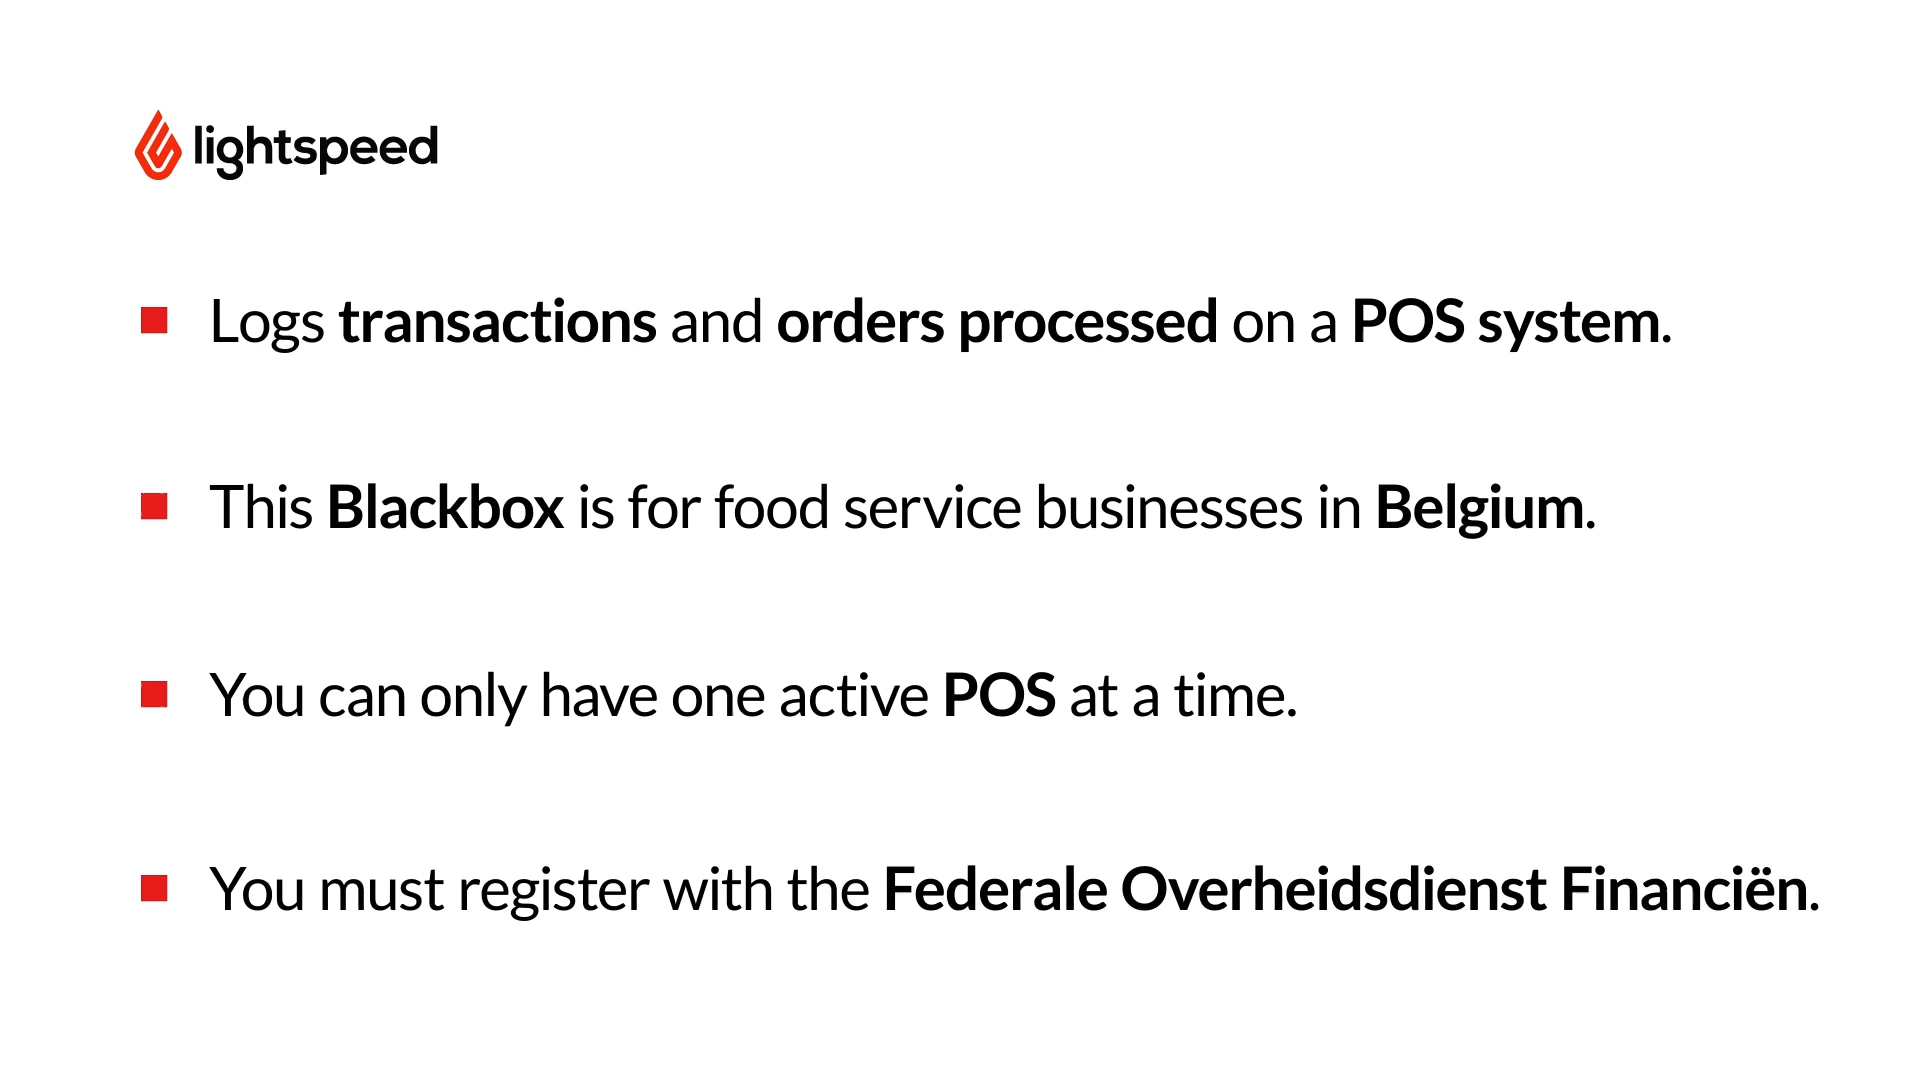 lightspeed
Logs transactions and orders processed on a POS system.
This Blackbox is for food service businesses in Belgium.
You can only have one active POS at a time.
You must register with the Federale Overheidsdienst Financiën.